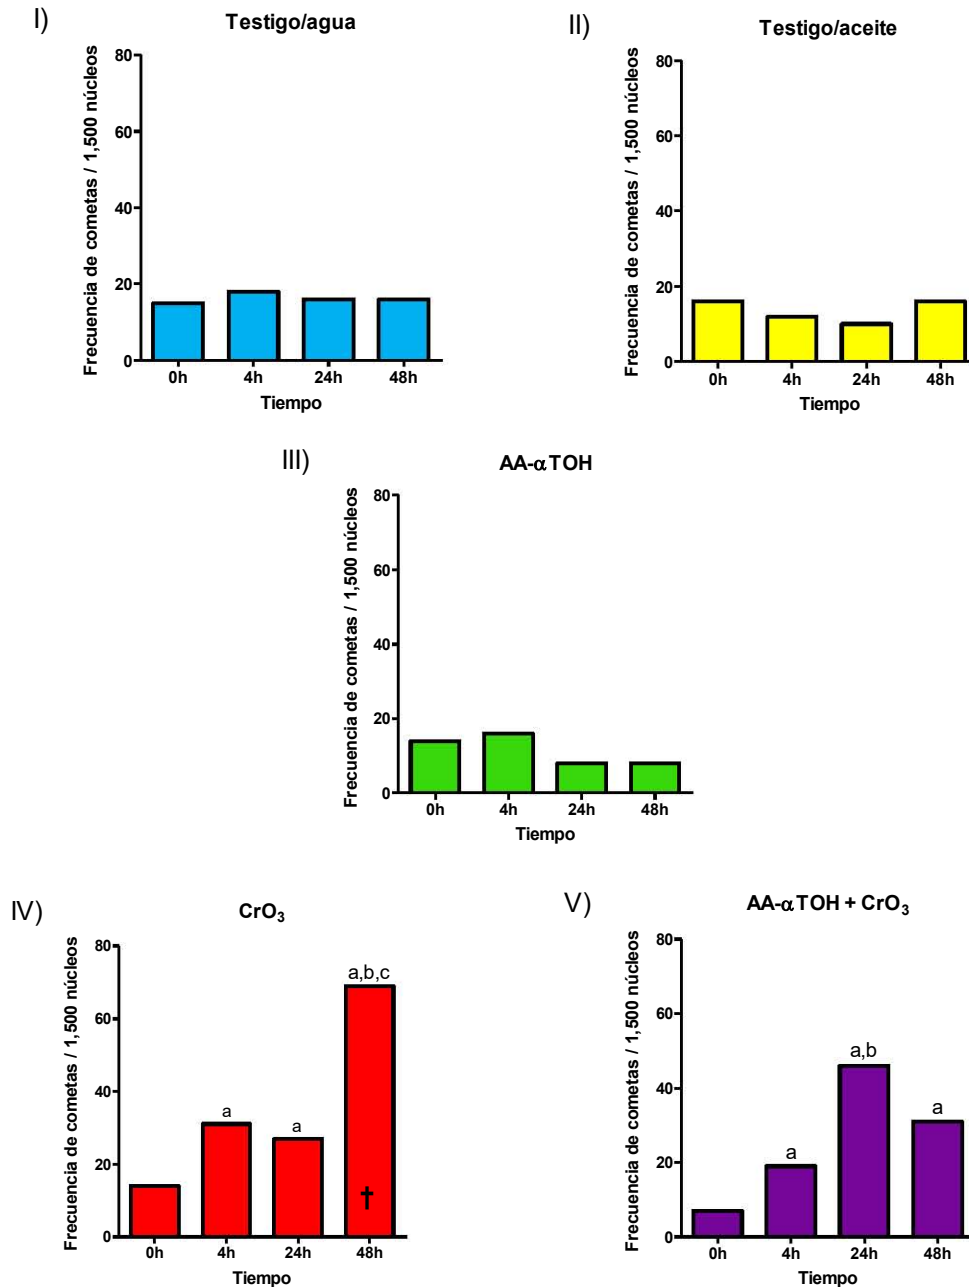 I)
Testigo/agua
Frecuencia de cometas / 1,500 núcleos
80
60
40
20
0
0h 4h 24h 48h
Tiempo
II)
Testigo/aceite
Frecuencia de cometas / 1,500 núcleos
80
60
40
20
0
0h 4h 24h 48h
Tiempo
III)
AA-αTOH
Frecuencia de cometas / 1,500 núcleos
80
60
40
20
0
0h 4h 24h 48h
Tiempo
IV)
CrO₃
Frecuencia de cometas / 1,500 núcleos
80
60
40
20
0
a
a
a,b,c
†
0h 4h 24h 48h
Tiempo
V)
AA-αTOH + CrO₃
Frecuencia de cometas / 1,500 núcleos
80
60
40
20
0
a
a,b
a
0h 4h 24h 48h
Tiempo